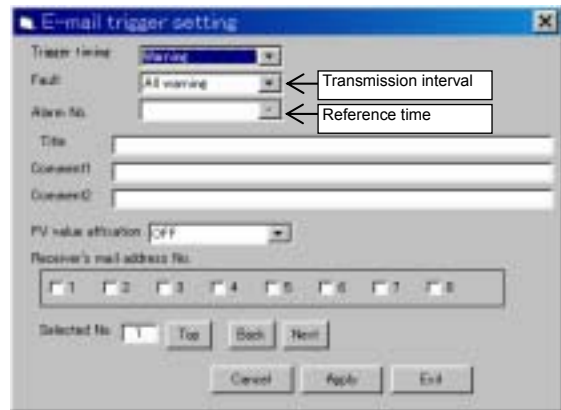 E-mail trigger setting
Trigger timing Warning
Fault All warning Transmission interval
Alarm No. Reference time
Title
Comment1
Comment2
PV value OFF
Receiver's mail address No.
1 2 3 4 5 6 7 8
Selected No 1 Top Back Next
Cancel Apply Exit